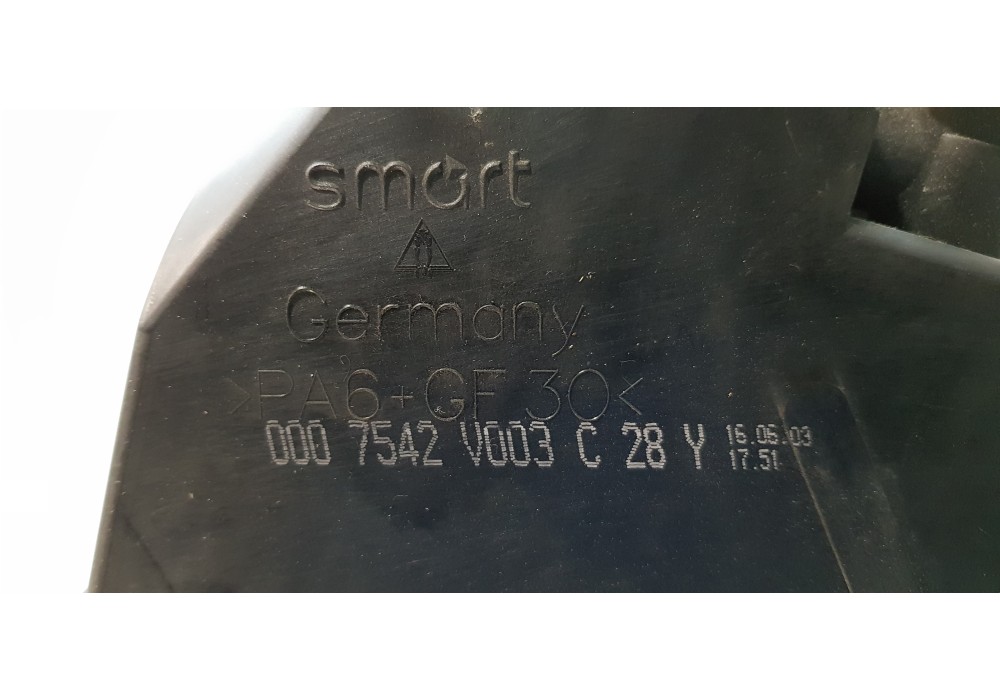 smart
Germany
>PA6+GF 30<
000 7542 V003 C 28 Y 16.06.03
17.51